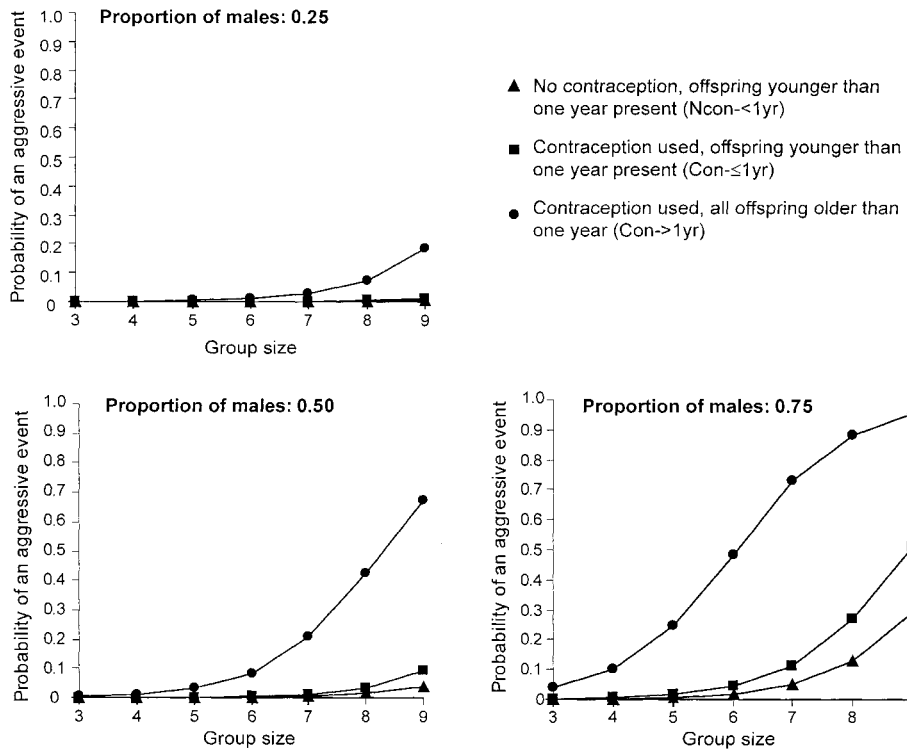 Proportion of males: 0.25
Probability of an aggressive event
1.0
0.9
0.8
0.7
0.6
0.5
0.4
0.3
0.2
0.1
0
3 4 5 6 7 8 9
Group size
No contraception, offspring younger than
one year present (Ncon-<1yr)
Contraception used, offspring younger than
one year present (Con-≤1yr)
Contraception used, all offspring older than
one year (Con->1yr)
Proportion of males: 0.50
Probability of an aggressive event
1.0
0.9
0.8
0.7
0.6
0.5
0.4
0.3
0.2
0.1
0
3 4 5 6 7 8 9
Group size
Proportion of males: 0.75
Probability of an aggressive event
1.0
0.9
0.8
0.7
0.6
0.5
0.4
0.3
0.2
0.1
0
3 4 5 6 7 8
Group size